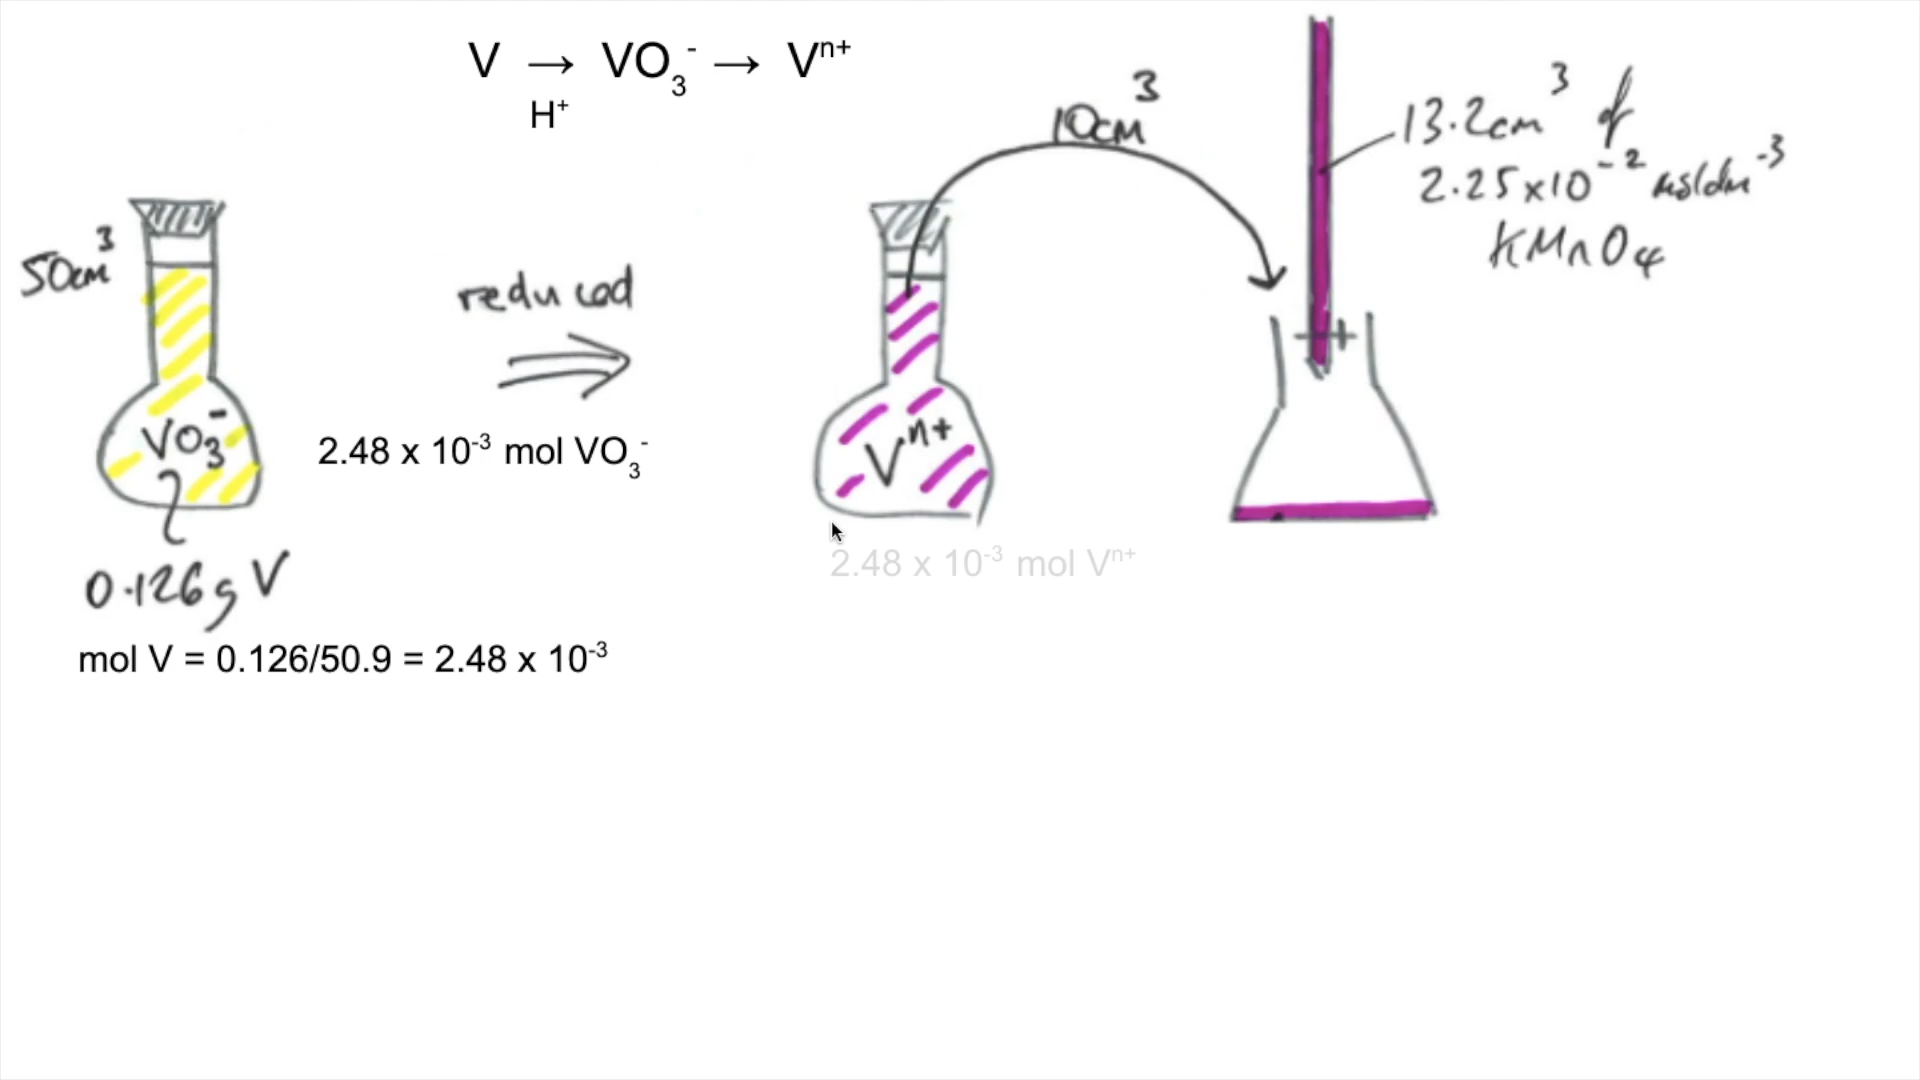 V → VO₃⁻ → Vⁿ⁺
H⁺
10cm³
13.2cm³ of
2.25x10⁻² mol dm⁻³
KMnO₄
50cm³
reduced
VO₃⁻
2.48 x 10⁻³ mol VO₃⁻
Vⁿ⁺
2.48 x 10⁻³ mol Vⁿ⁺
0.126g V
mol V = 0.126/50.9 = 2.48 x 10⁻³